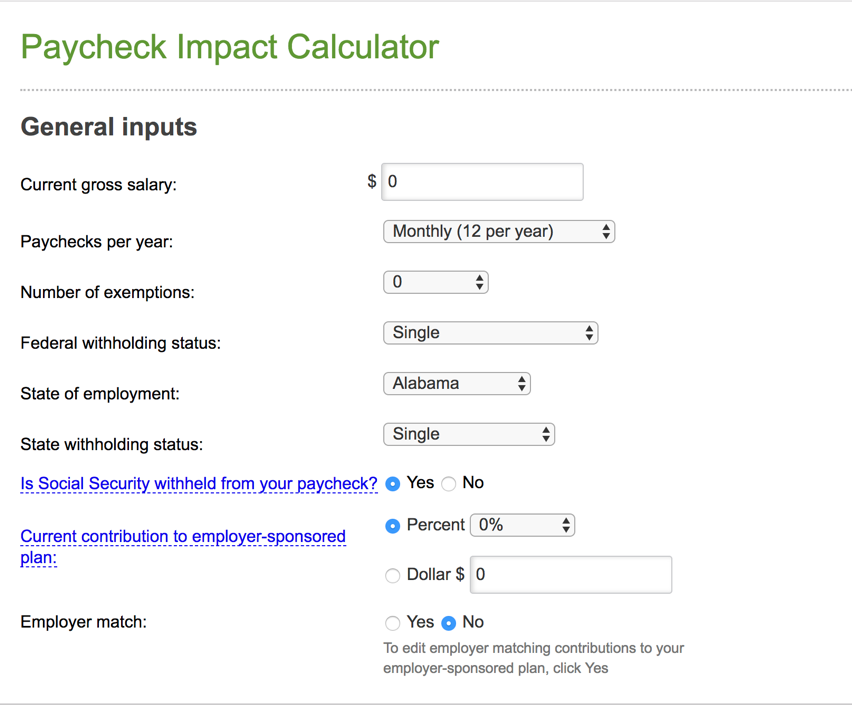 Paycheck Impact Calculator
General inputs
Current gross salary: $ 0
Paychecks per year: Monthly (12 per year)
Number of exemptions: 0
Federal withholding status: Single
State of employment: Alabama
State withholding status: Single
Is Social Security withheld from your paycheck? Yes No
Current contribution to employer-sponsored
plan:
Percent 0%
Dollar $ 0
Employer match: Yes No
To edit employer matching contributions to your
employer-sponsored plan, click Yes